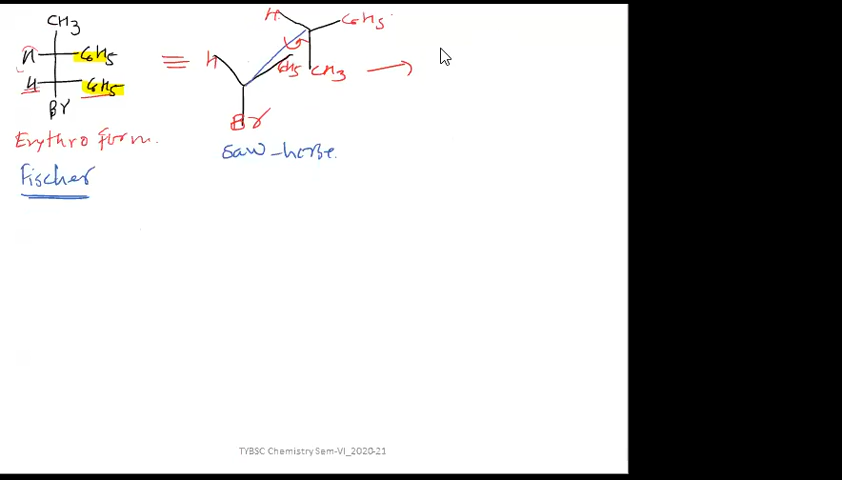 CH3
H C6H5
H C6H5
Br
Erythro form.
Fischer
≡
H C6H5
H C6H5 CH3
Br
Saw-horse.
TYBSC Chemistry Sem-VI_2020-21